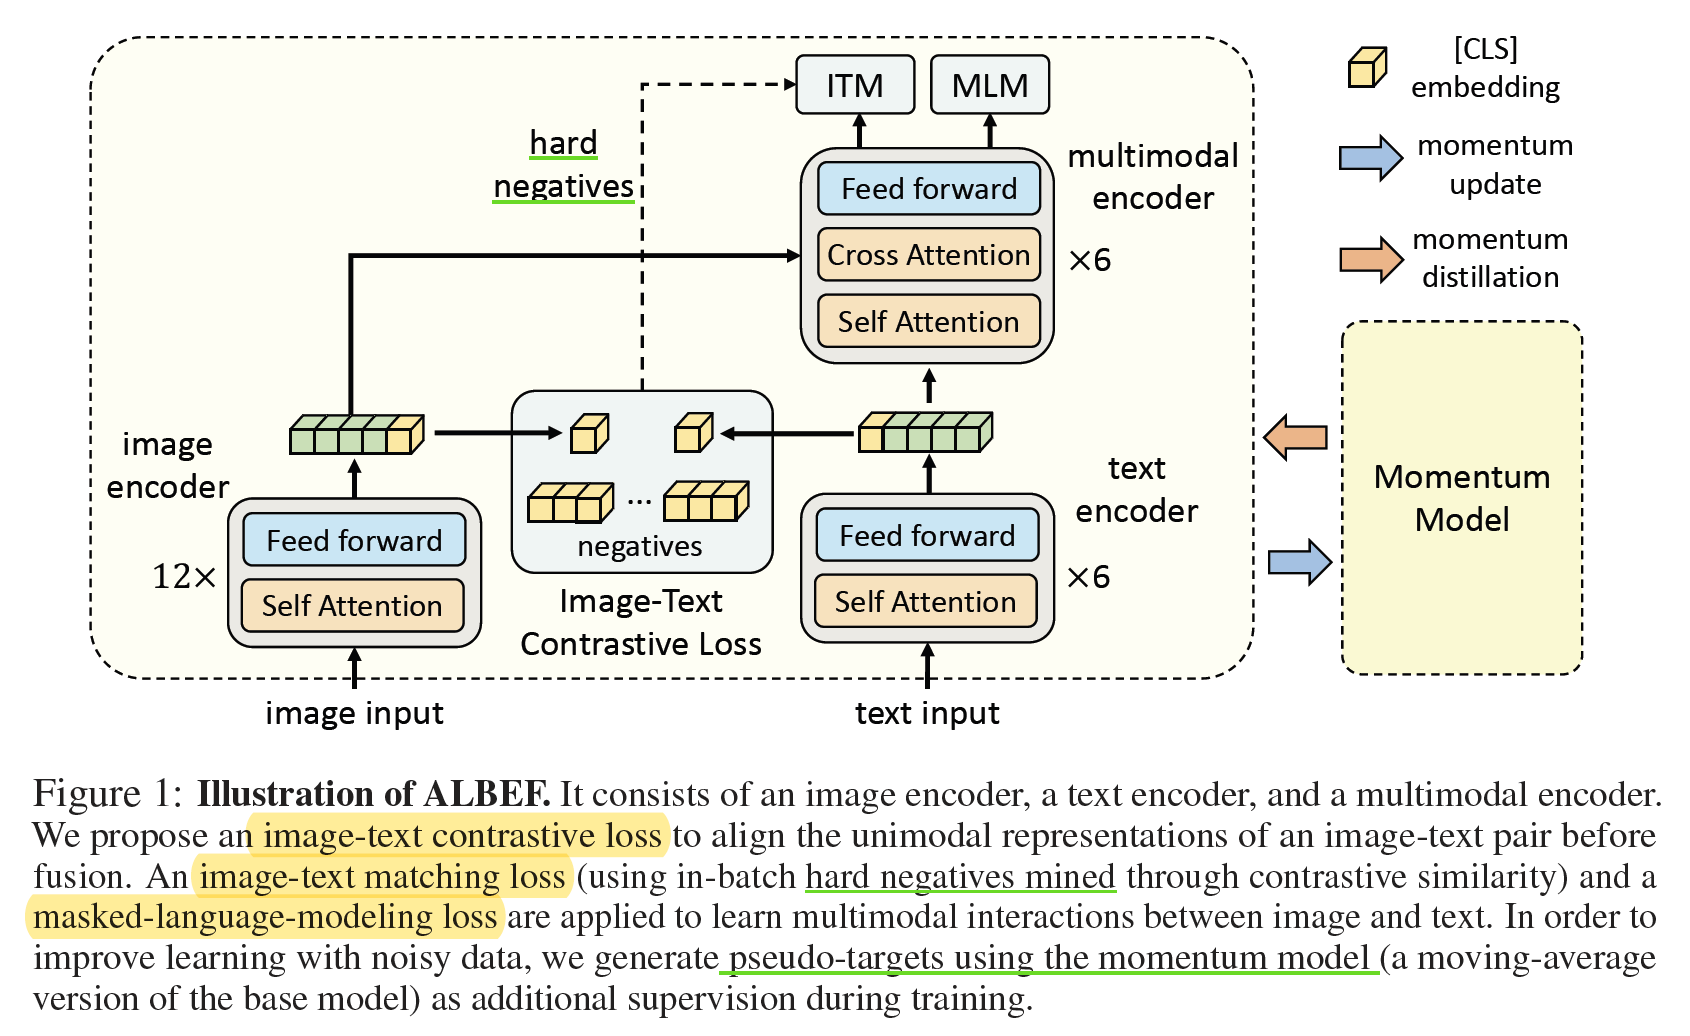 ITM
MLM
[CLS]
embedding
hard
negatives
multimodal
encoder
momentum
update
Feed forward
Cross Attention
×6
momentum
distillation
Self Attention
image
encoder
text
encoder
Momentum
Model
...
negatives
Feed forward
12×
Self Attention
Feed forward
×6
Self Attention
Image-Text
Contrastive Loss
image input
text input
Figure 1: Illustration of ALBEF. It consists of an image encoder, a text encoder, and a multimodal encoder.
We propose an image-text contrastive loss to align the unimodal representations of an image-text pair before
fusion. An image-text matching loss (using in-batch hard negatives mined through contrastive similarity) and a
masked-language-modeling loss are applied to learn multimodal interactions between image and text. In order to
improve learning with noisy data, we generate pseudo-targets using the momentum model (a moving-average
version of the base model) as additional supervision during training.